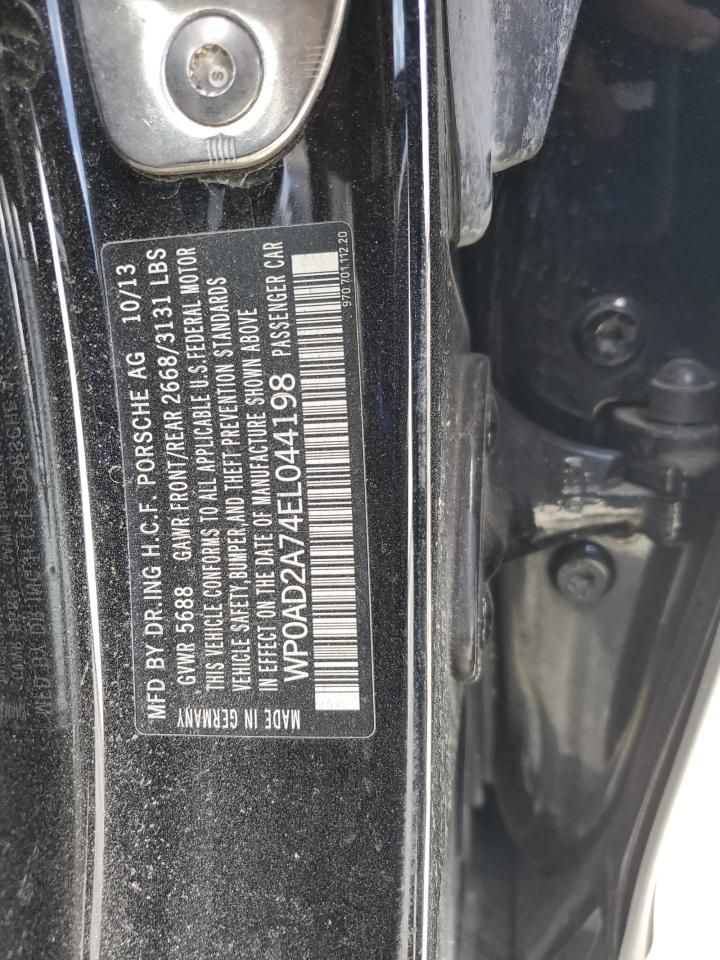 MFD BY DR.ING H.C.F. PORSCHE AG 10/13
GVWR 5688 GAWR FRONT/REAR 2668/3131 LBS
THIS VEHICLE CONFORMS TO ALL APPLICABLE U.S. FEDERAL MOTOR
VEHICLE SAFETY, BUMPER, AND THEFT PREVENTION STANDARDS
IN EFFECT ON THE DATE OF MANUFACTURE SHOWN ABOVE
WP0AD2A74EL044198 PASSENGER CAR
MADE IN GERMANY
970 701 112 20